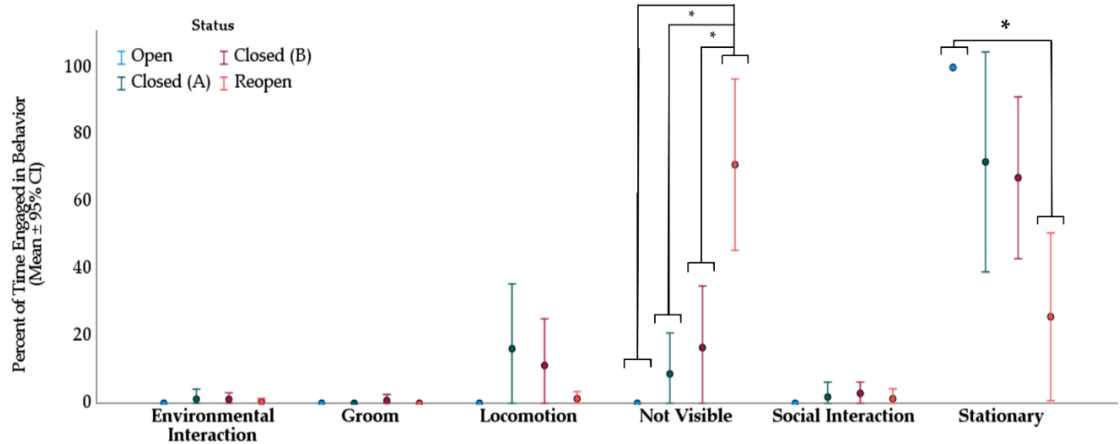 Status
Open
Closed (B)
Closed (A)
Reopen
Percent of Time Engaged in Behavior
(Mean ± 95% CI)
100
80
60
40
20
0
*
*
*
Environmental
Interaction
Groom
Locomotion
Not Visible
Social Interaction
Stationary